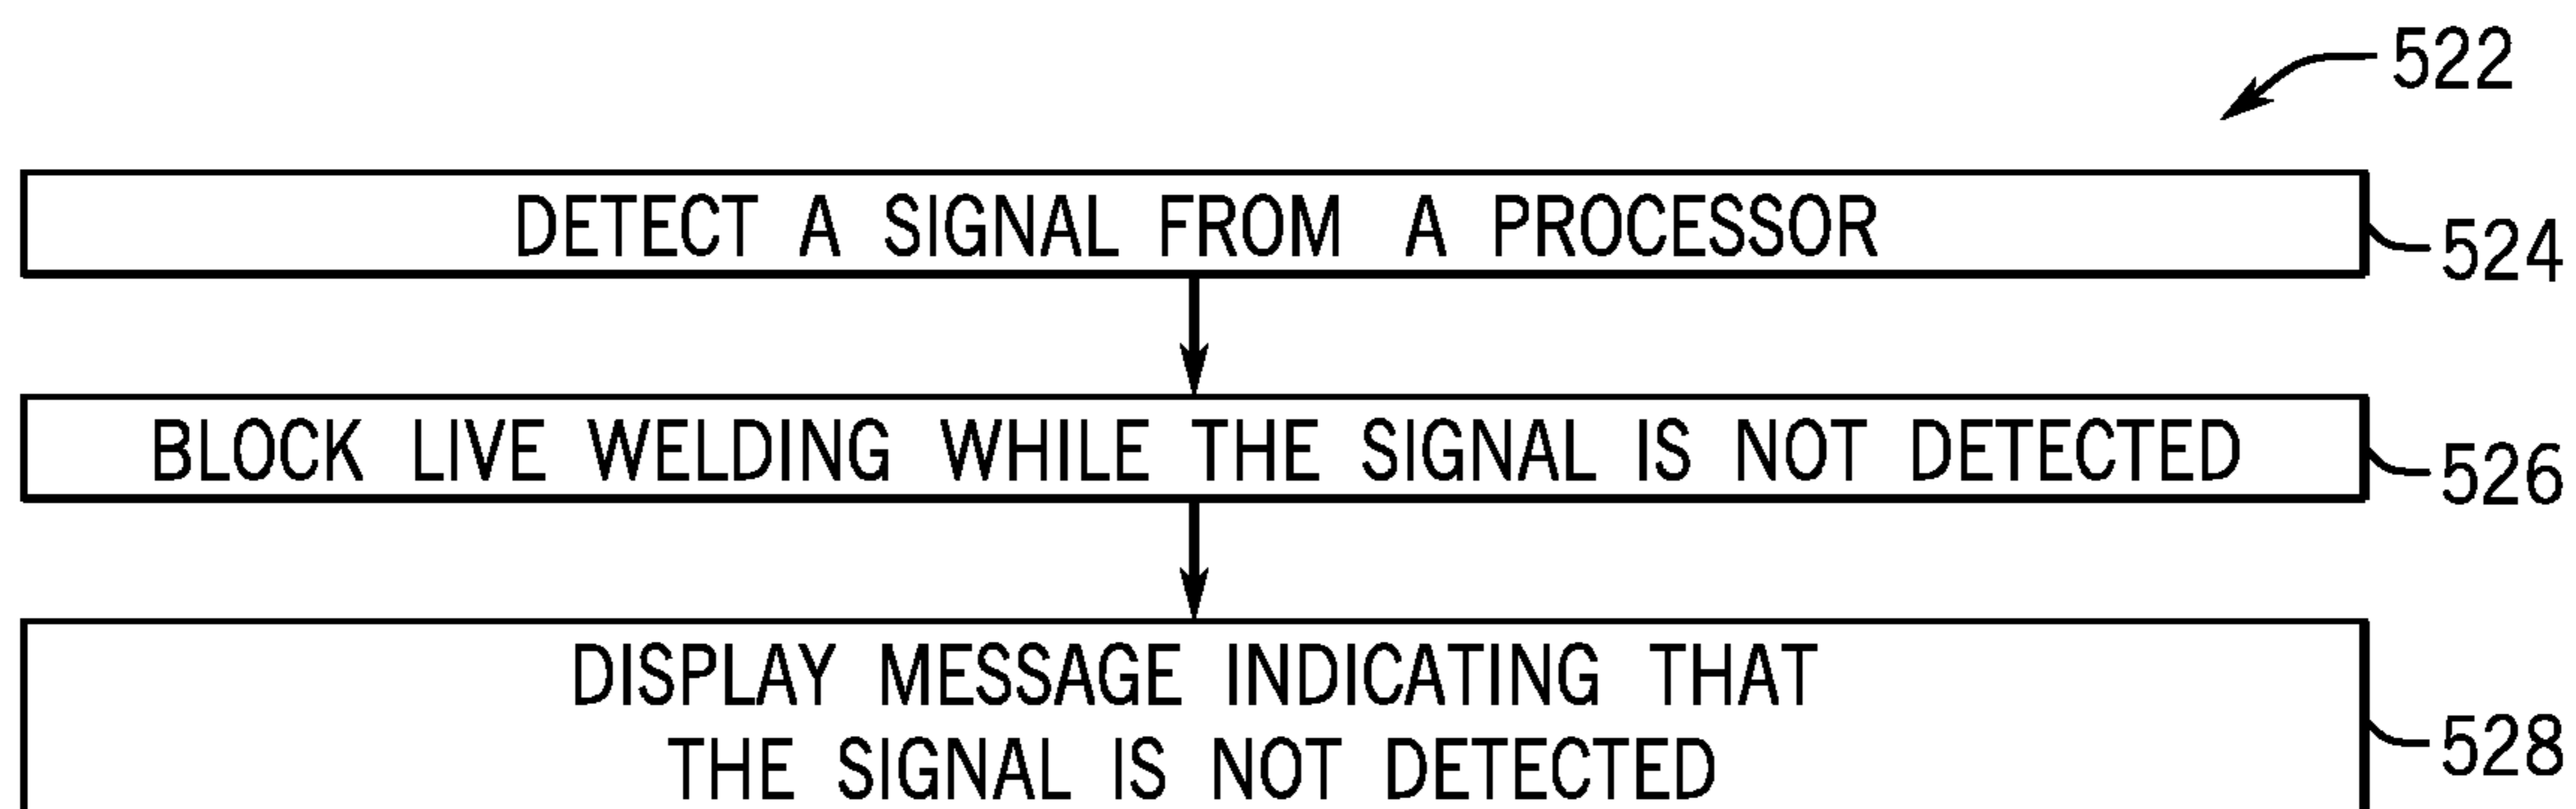 522
DETECT A SIGNAL FROM A PROCESSOR
524
BLOCK LIVE WELDING WHILE THE SIGNAL IS NOT DETECTED
526
DISPLAY MESSAGE INDICATING THAT
THE SIGNAL IS NOT DETECTED
528